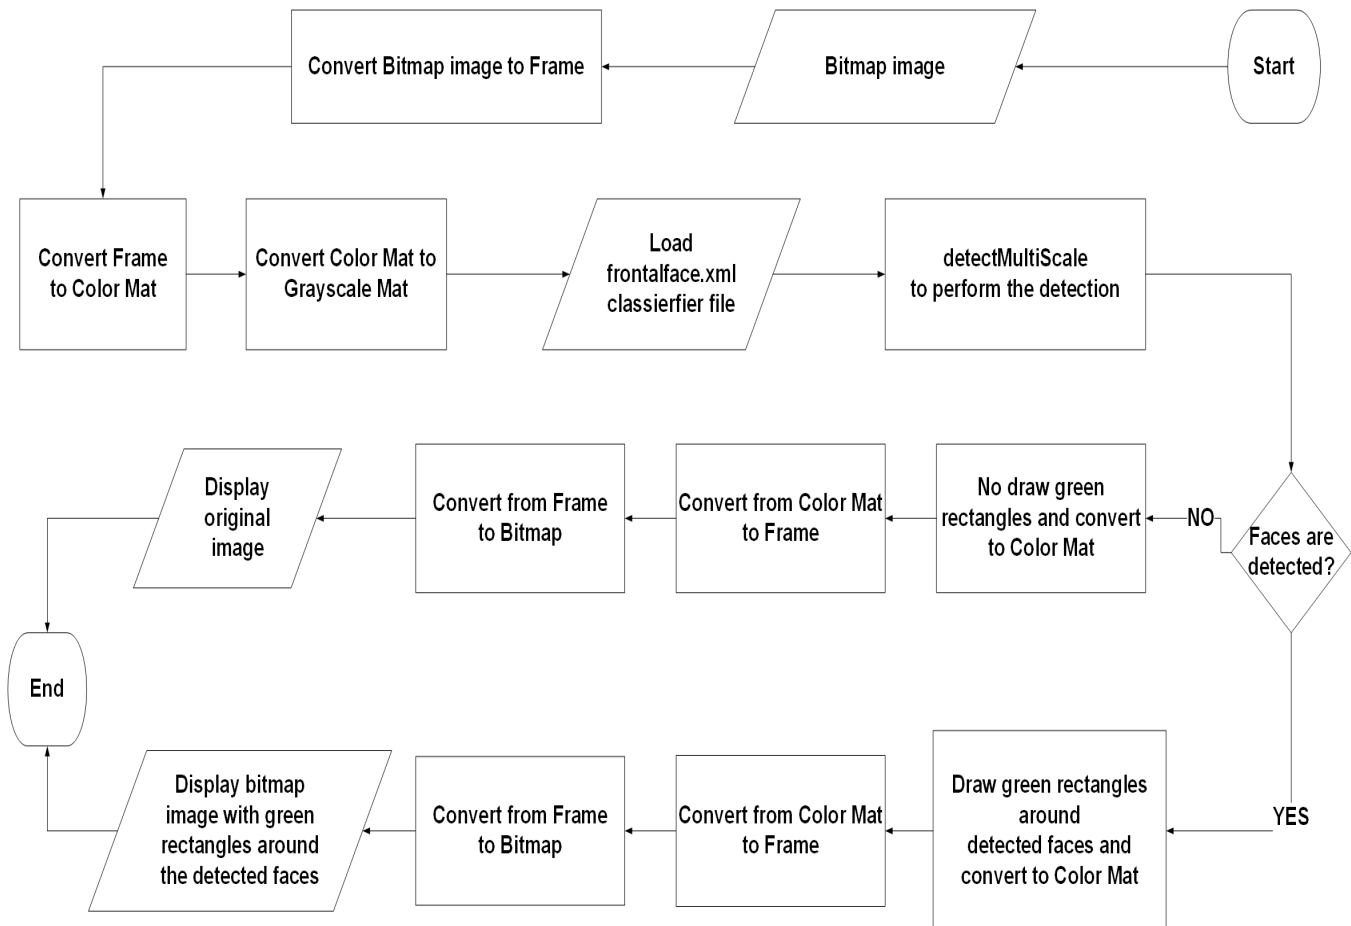 Start
Bitmap image
Convert Bitmap image to Frame
Convert Frame
to Color Mat
Convert Color Mat to
Grayscale Mat
Load
frontalface.xml
classierfier file
detectMultiScale
to perform the detection
Faces are
detected?
NO
No draw green
rectangles and convert
to Color Mat
Convert from Color Mat
to Frame
Convert from Frame
to Bitmap
Display
original
image
YES
Draw green rectangles
around
detected faces and
convert to Color Mat
Convert from Color Mat
to Frame
Convert from Frame
to Bitmap
Display bitmap
image with green
rectangles around
the detected faces
End